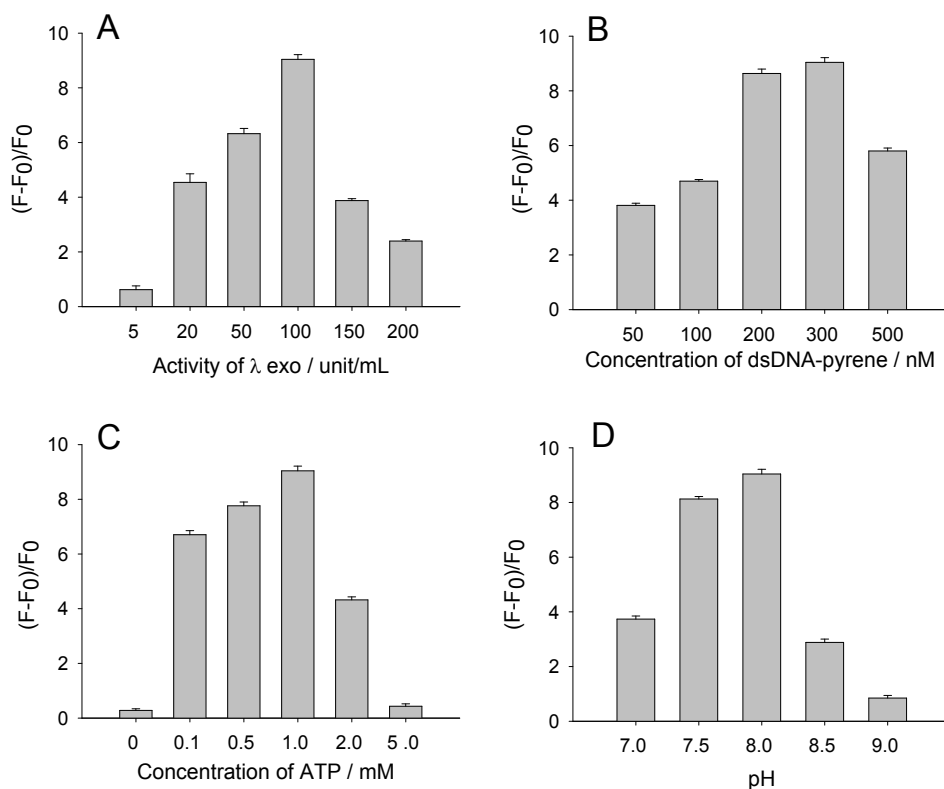 A
10
8
6
4
2
0
(F-F0)/F0
5 20 50 100 150 200
Activity of λ exo / unit/mL
B
10
8
6
4
2
0
(F-F0)/F0
50 100 200 300 500
Concentration of dsDNA-pyrene / nM
C
10
8
6
4
2
0
(F-F0)/F0
0 0.1 0.5 1.0 2.0 5 .0
Concentration of ATP / mM
D
10
8
6
4
2
0
(F-F0)/F0
7.0 7.5 8.0 8.5 9.0
pH